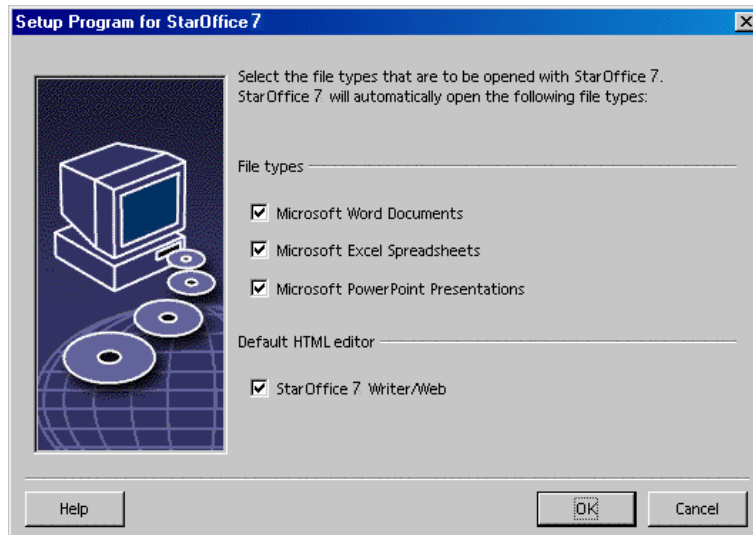 Setup Program for StarOffice 7
Select the file types that are to be opened with StarOffice 7.
StarOffice 7 will automatically open the following file types:
File types
Microsoft Word Documents
Microsoft Excel Spreadsheets
Microsoft PowerPoint Presentations
Default HTML editor
StarOffice 7 Writer/Web
Help
OK
Cancel